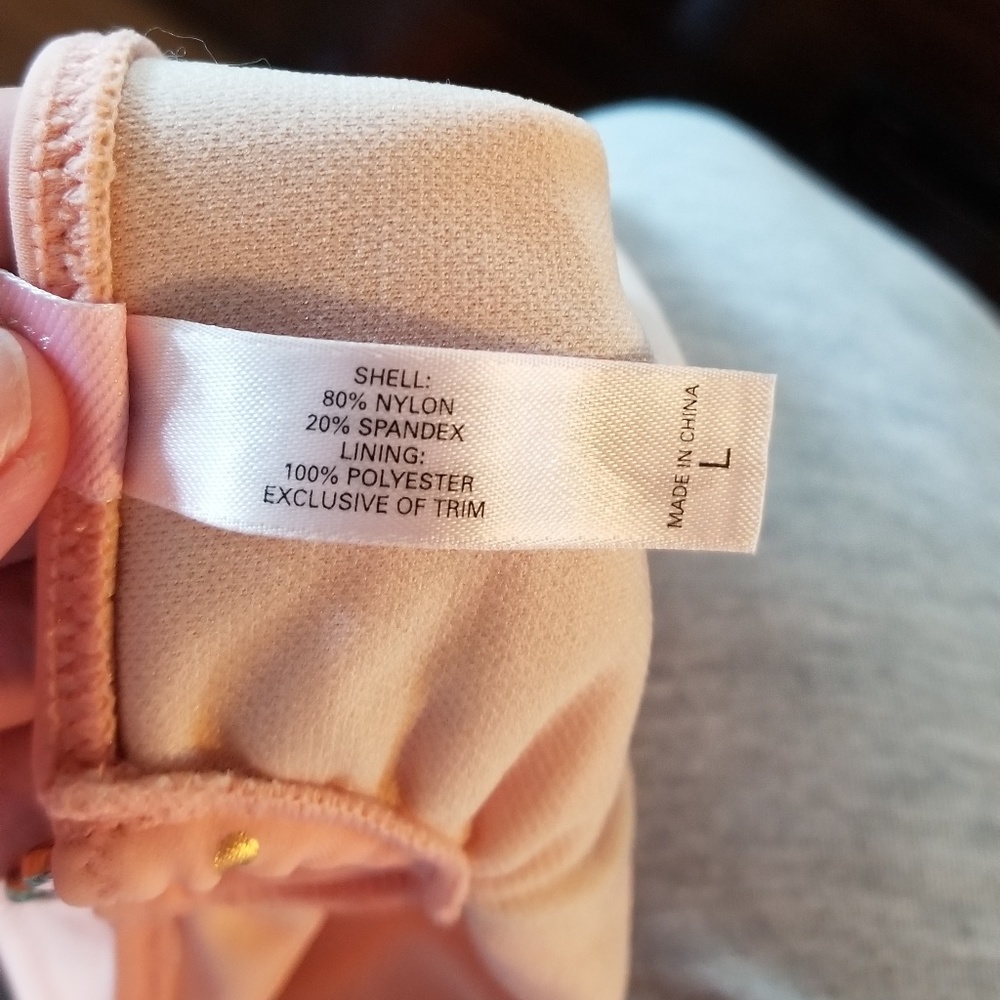 SHELL:
80% NYLON
20% SPANDEX
LINING:
100% POLYESTER
EXCLUSIVE OF TRIM
MADE IN CHINA
L